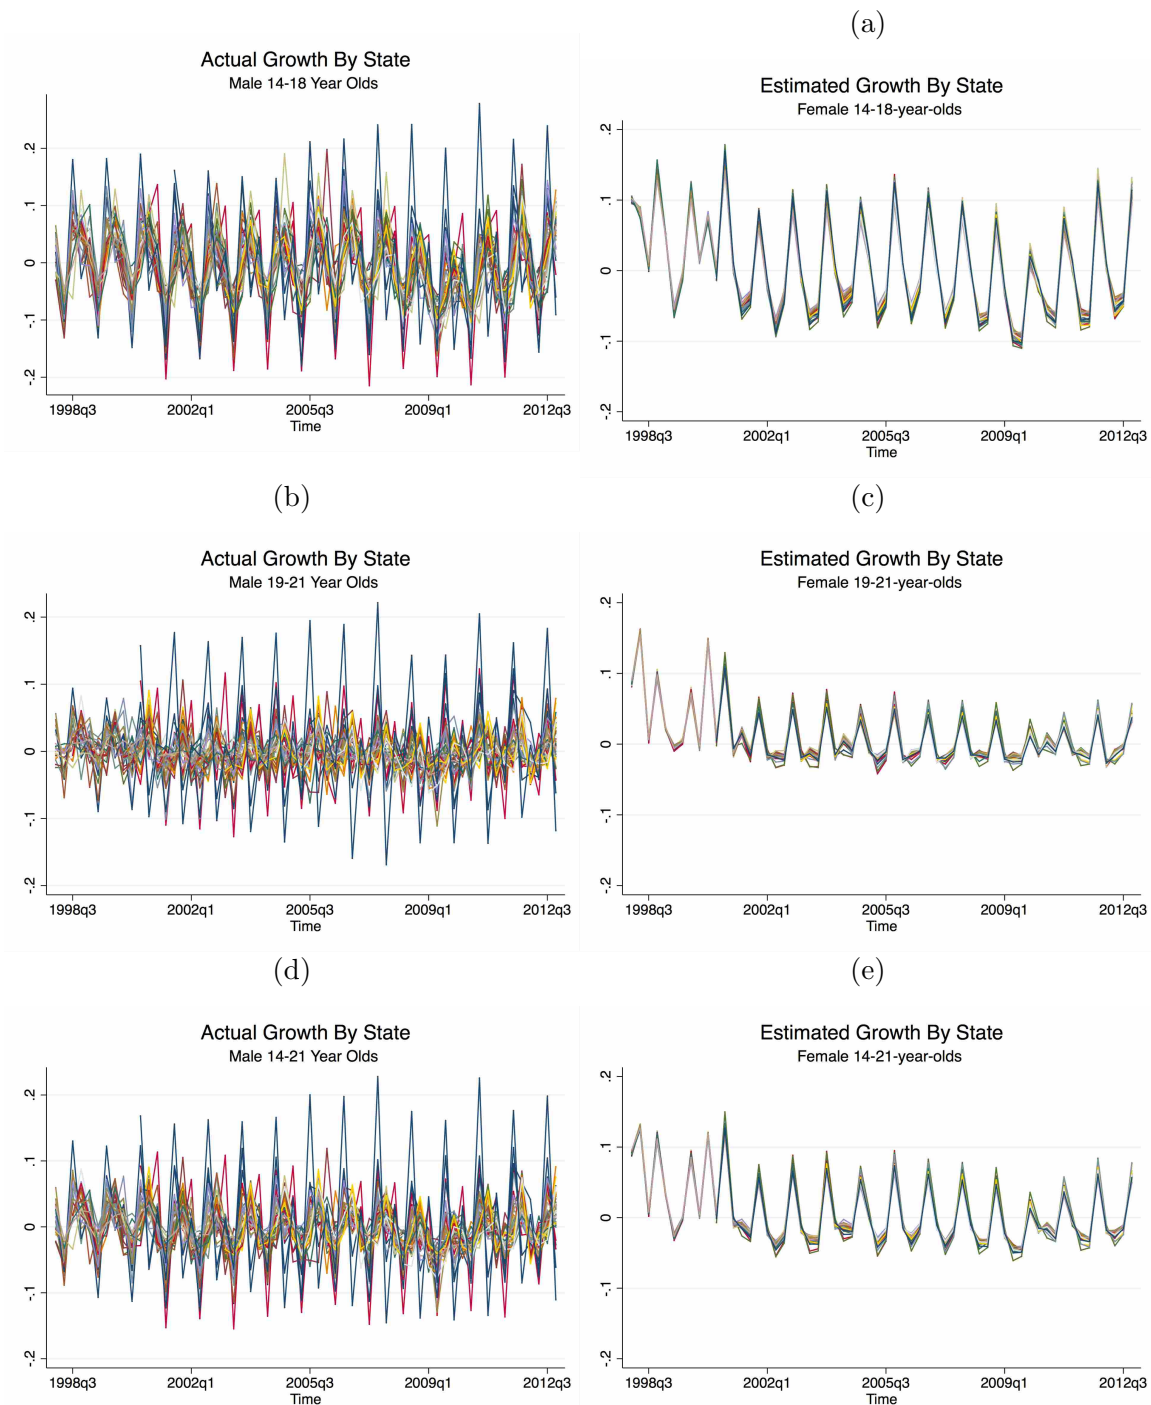 (a)
Actual Growth By State
Male 14-18 Year Olds
.2
.1
0
-.1
-.2
1998q3 2002q1 2005q3 2009q1 2012q3
Time
Estimated Growth By State
Female 14-18-year-olds
.2
.1
0
-.1
-.2
1998q3 2002q1 2005q3 2009q1 2012q3
Time
(b)
(c)
Actual Growth By State
Male 19-21 Year Olds
.2
.1
0
-.1
-.2
1998q3 2002q1 2005q3 2009q1 2012q3
Time
Estimated Growth By State
Female 19-21-year-olds
.2
.1
0
-.1
-.2
1998q3 2002q1 2005q3 2009q1 2012q3
Time
(d)
(e)
Actual Growth By State
Male 14-21 Year Olds
.2
.1
0
-.1
-.2
1998q3 2002q1 2005q3 2009q1 2012q3
Time
Estimated Growth By State
Female 14-21-year-olds
.2
.1
0
-.1
-.2
1998q3 2002q1 2005q3 2009q1 2012q3
Time